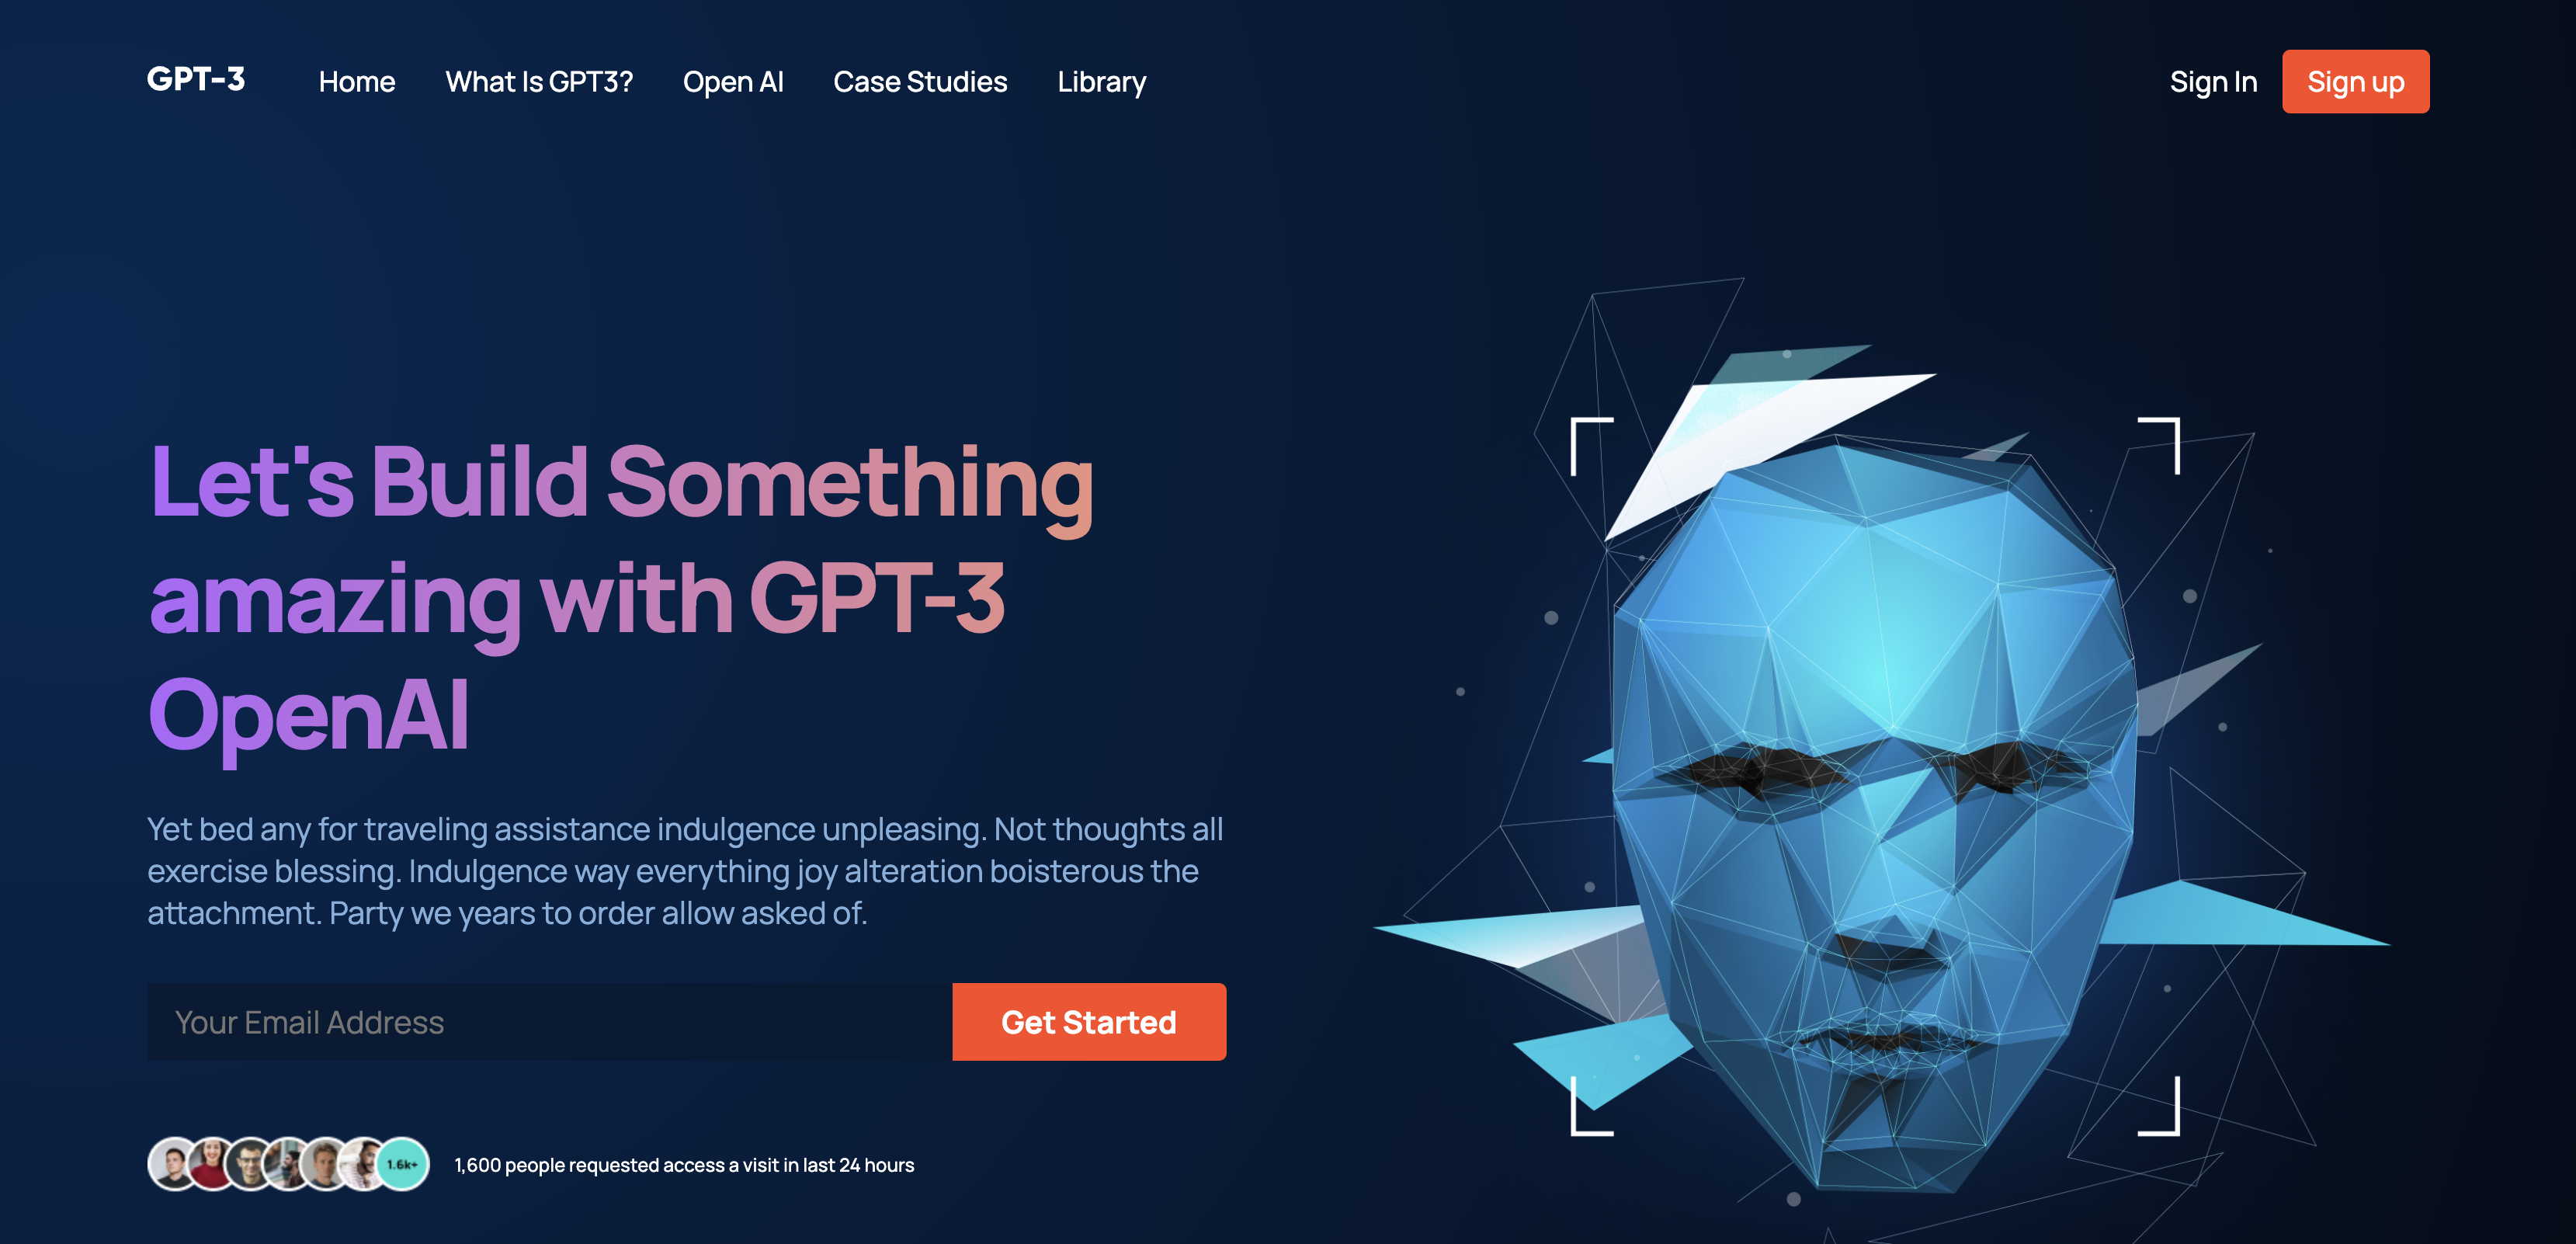 GPT-3
Home
What Is GPT3?
Open AI
Case Studies
Library
Sign In
Sign up
Let's Build Something
amazing with GPT-3
OpenAI
Yet bed any for traveling assistance indulgence unpleasing. Not thoughts all
exercise blessing. Indulgence way everything joy alteration boisterous the
attachment. Party we years to order allow asked of.
Your Email Address
Get Started
1.6k+
1,600 people requested access a visit in last 24 hours